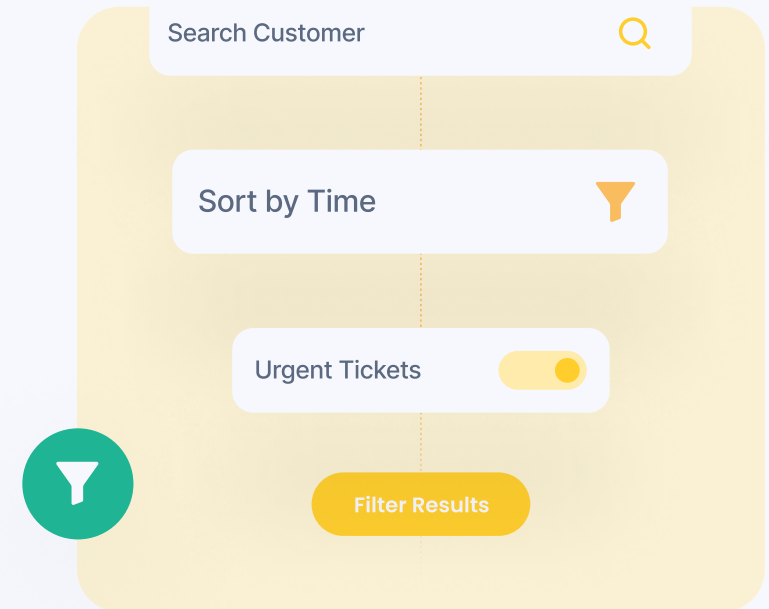 Search Customer
Sort by Time
Urgent Tickets
Filter Results